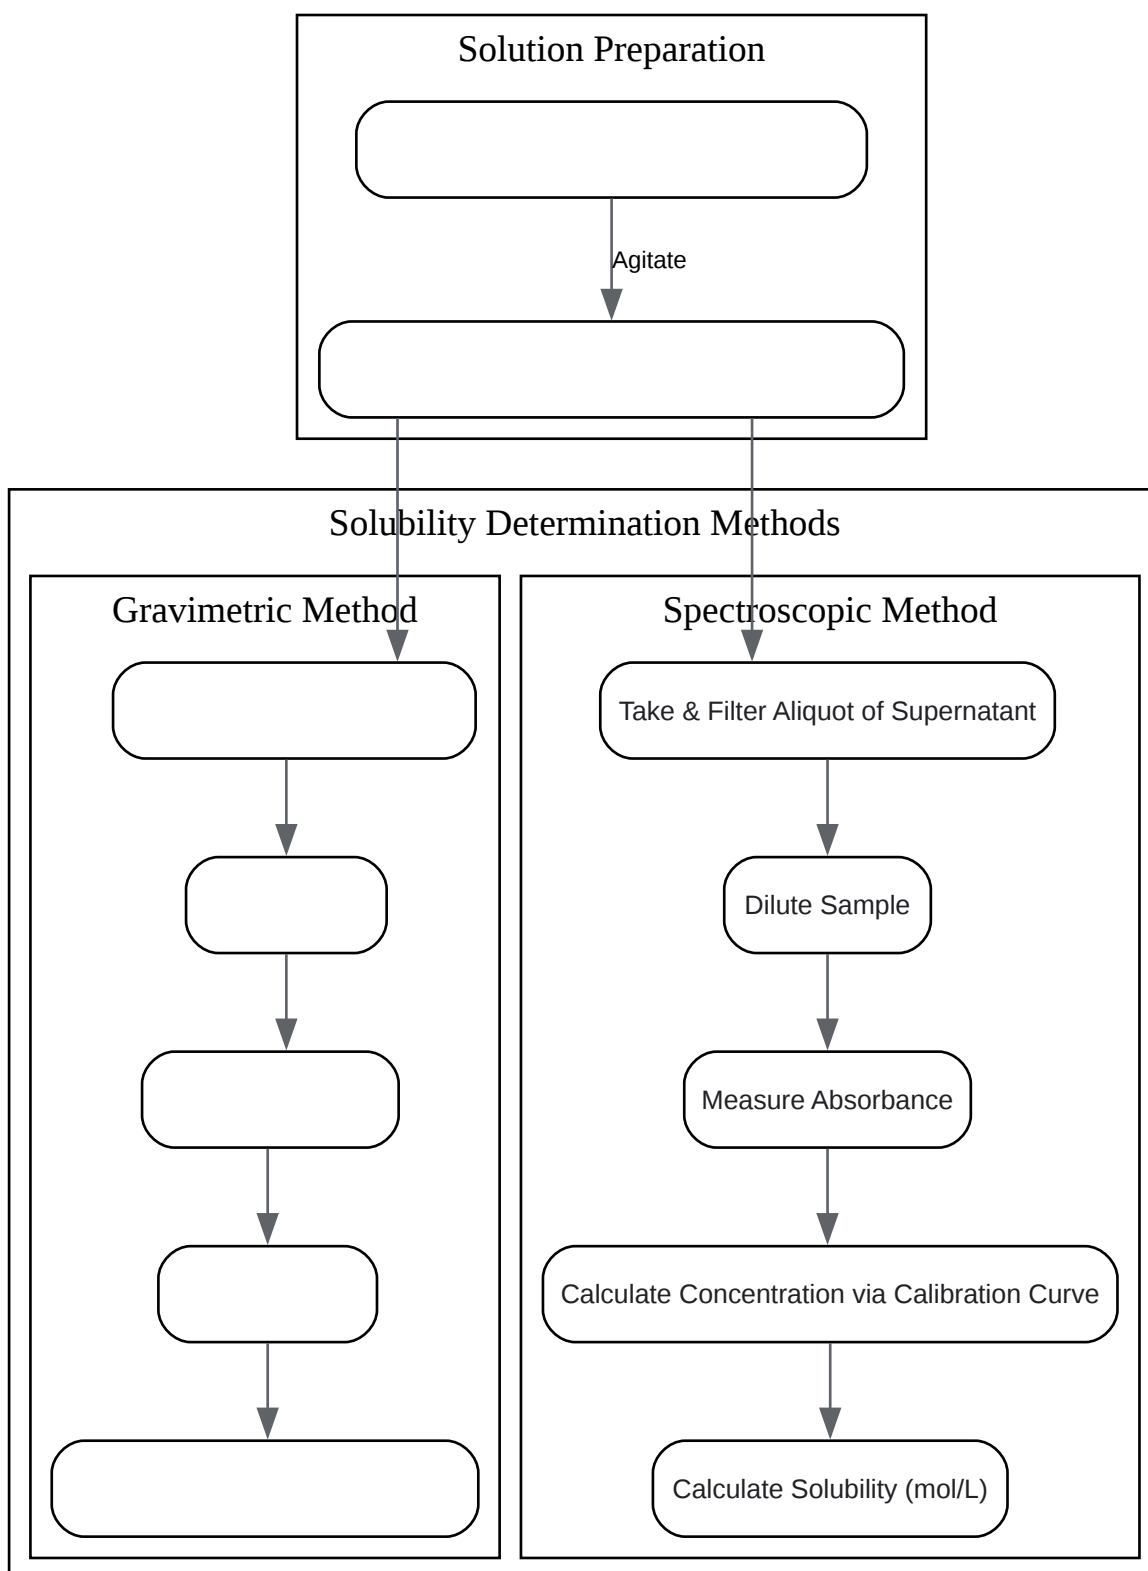 Solution Preparation
Agitate
Solubility Determination Methods
Gravimetric Method
Spectroscopic Method
Take & Filter Aliquot of Supernatant
Dilute Sample
Measure Absorbance
Calculate Concentration via Calibration Curve
Calculate Solubility (mol/L)